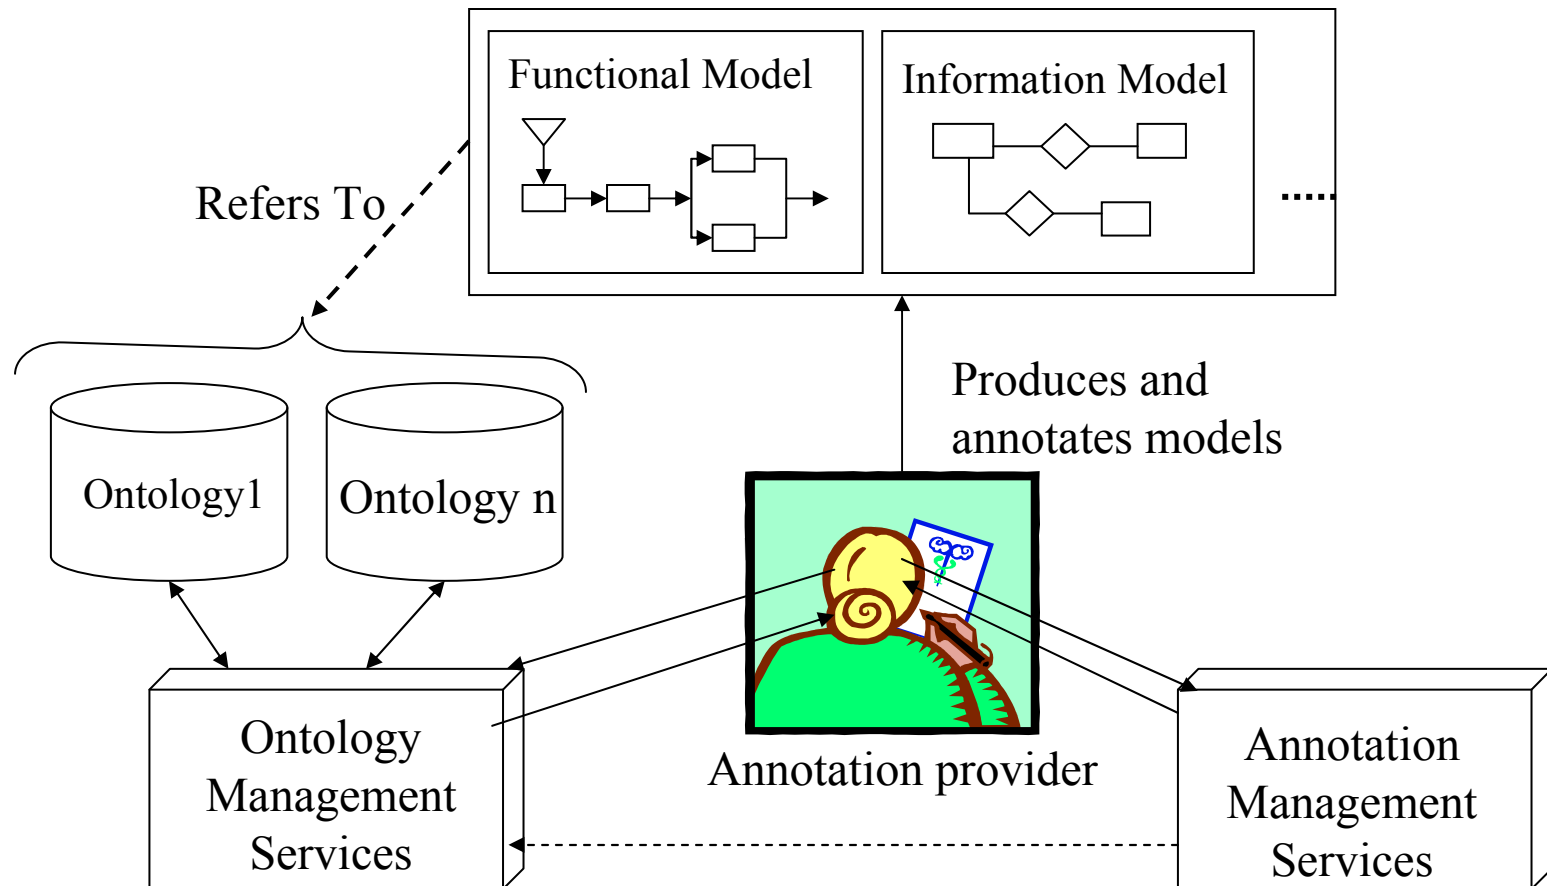 Functional Model
Information Model
Refers To
.....
Produces and
annotates models
Ontology1
Ontology n
Annotation provider
Ontology
Management
Services
Annotation
Management
Services